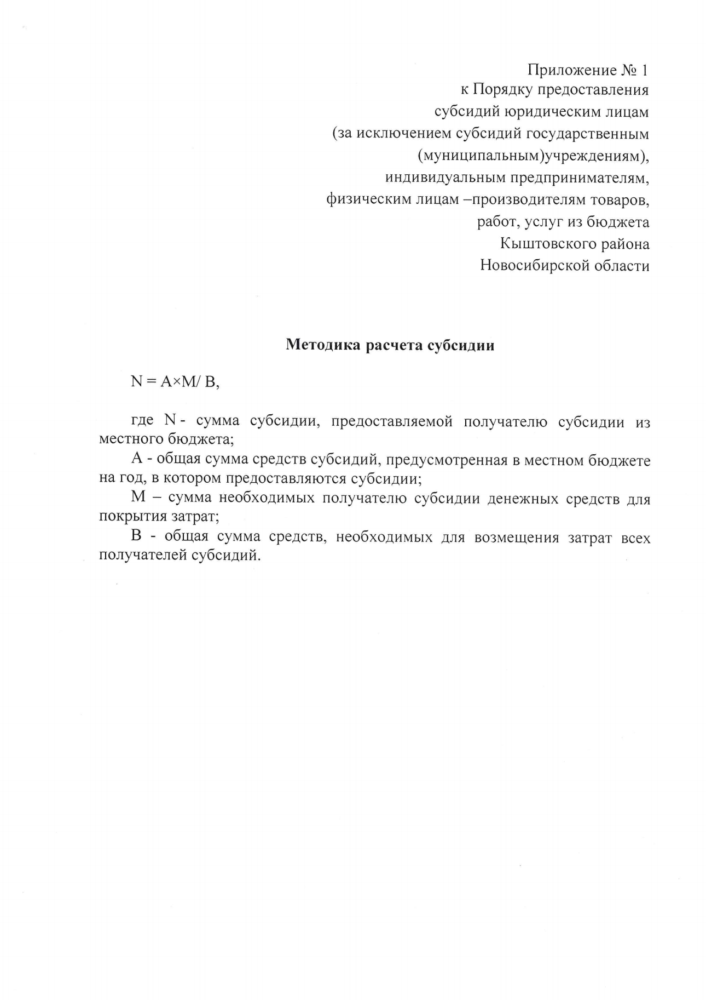 Приложение № 1
к Порядку предоставления
субсидий юридическим лицам
(за исключением субсидий государственным
(муниципальным)учреждениям),
индивидуальным предпринимателям,
физическим лицам –производителям товаров,
работ, услуг из бюджета
Кыштовского района
Новосибирской области
Методика расчета субсидии
N = A×M/ B,
где N - сумма субсидии, предоставляемой получателю субсидии из
местного бюджета;
А - общая сумма средств субсидий, предусмотренная в местном бюджете
на год, в котором предоставляются субсидии;
М – сумма необходимых получателю субсидии денежных средств для
покрытия затрат;
В - общая сумма средств, необходимых для возмещения затрат всех
получателей субсидий.